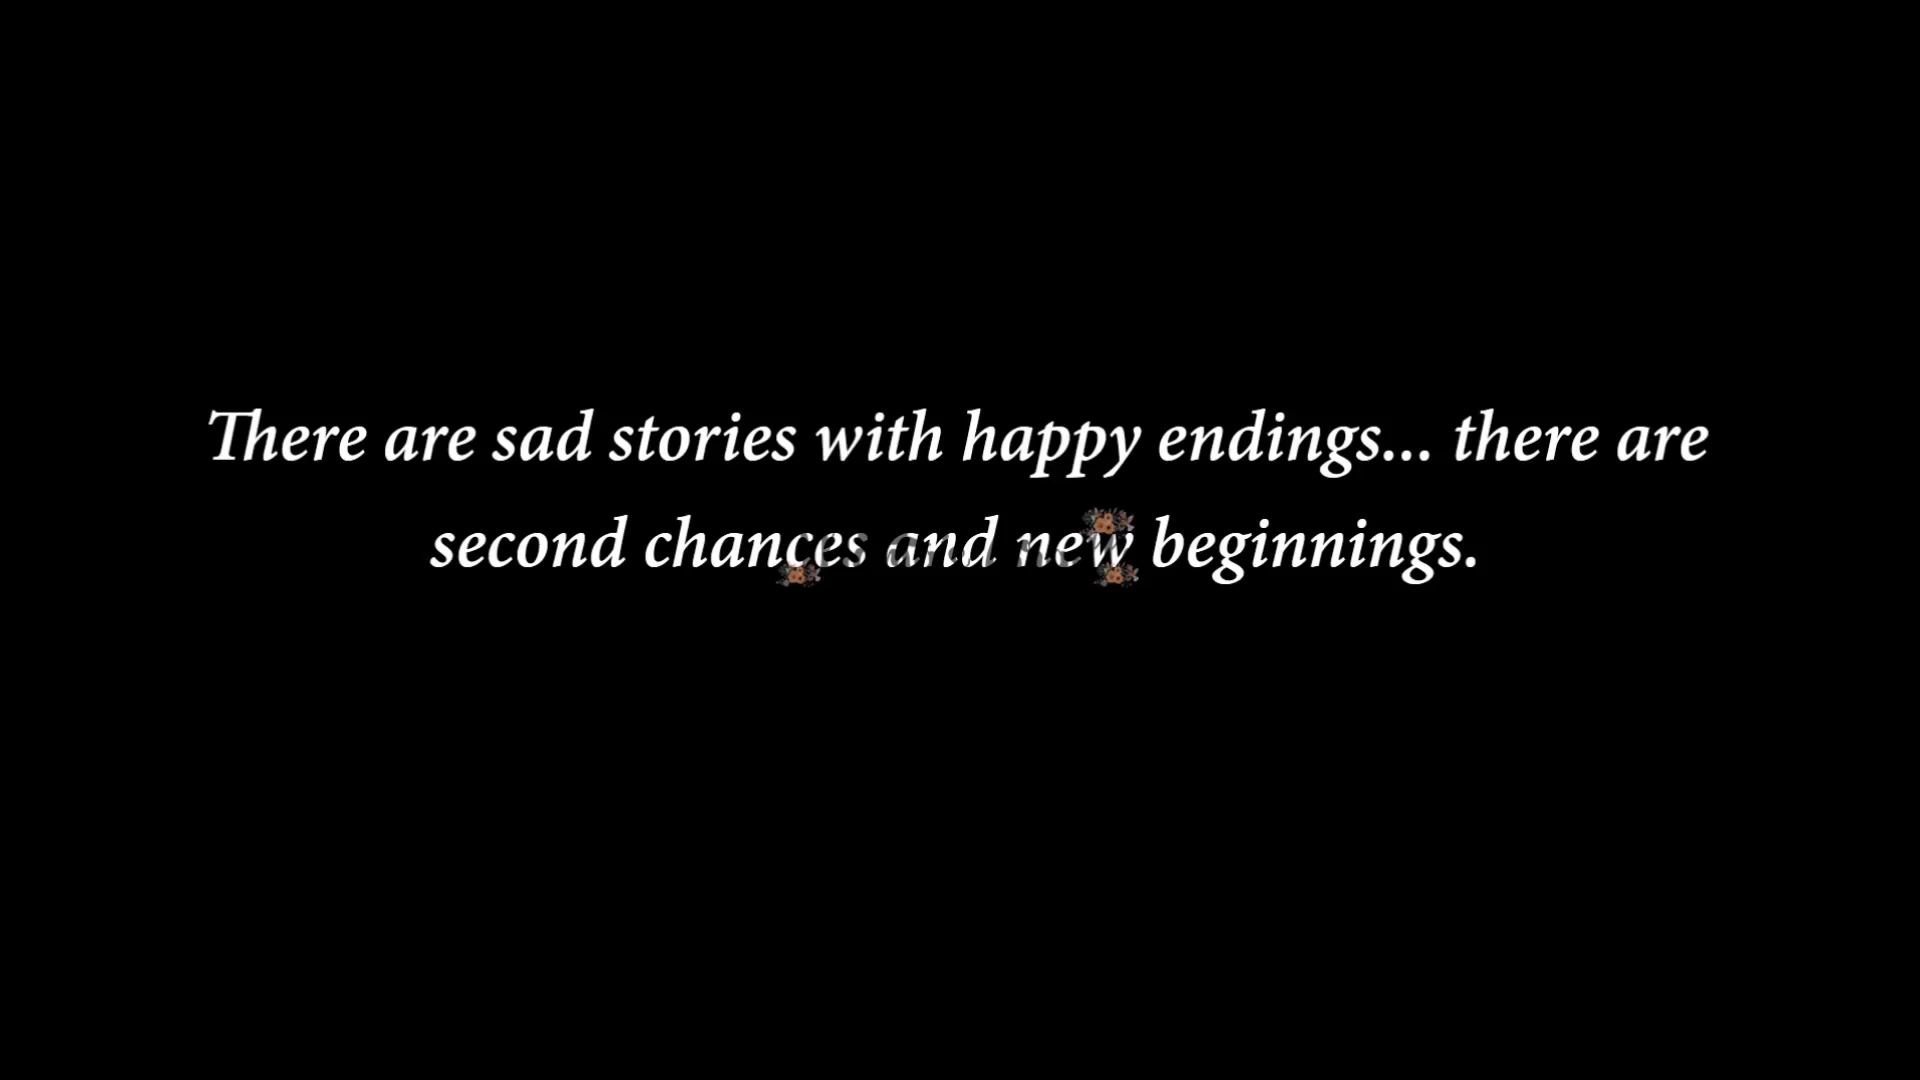 There are sad stories with happy endings... there are
second chances and new beginnings.